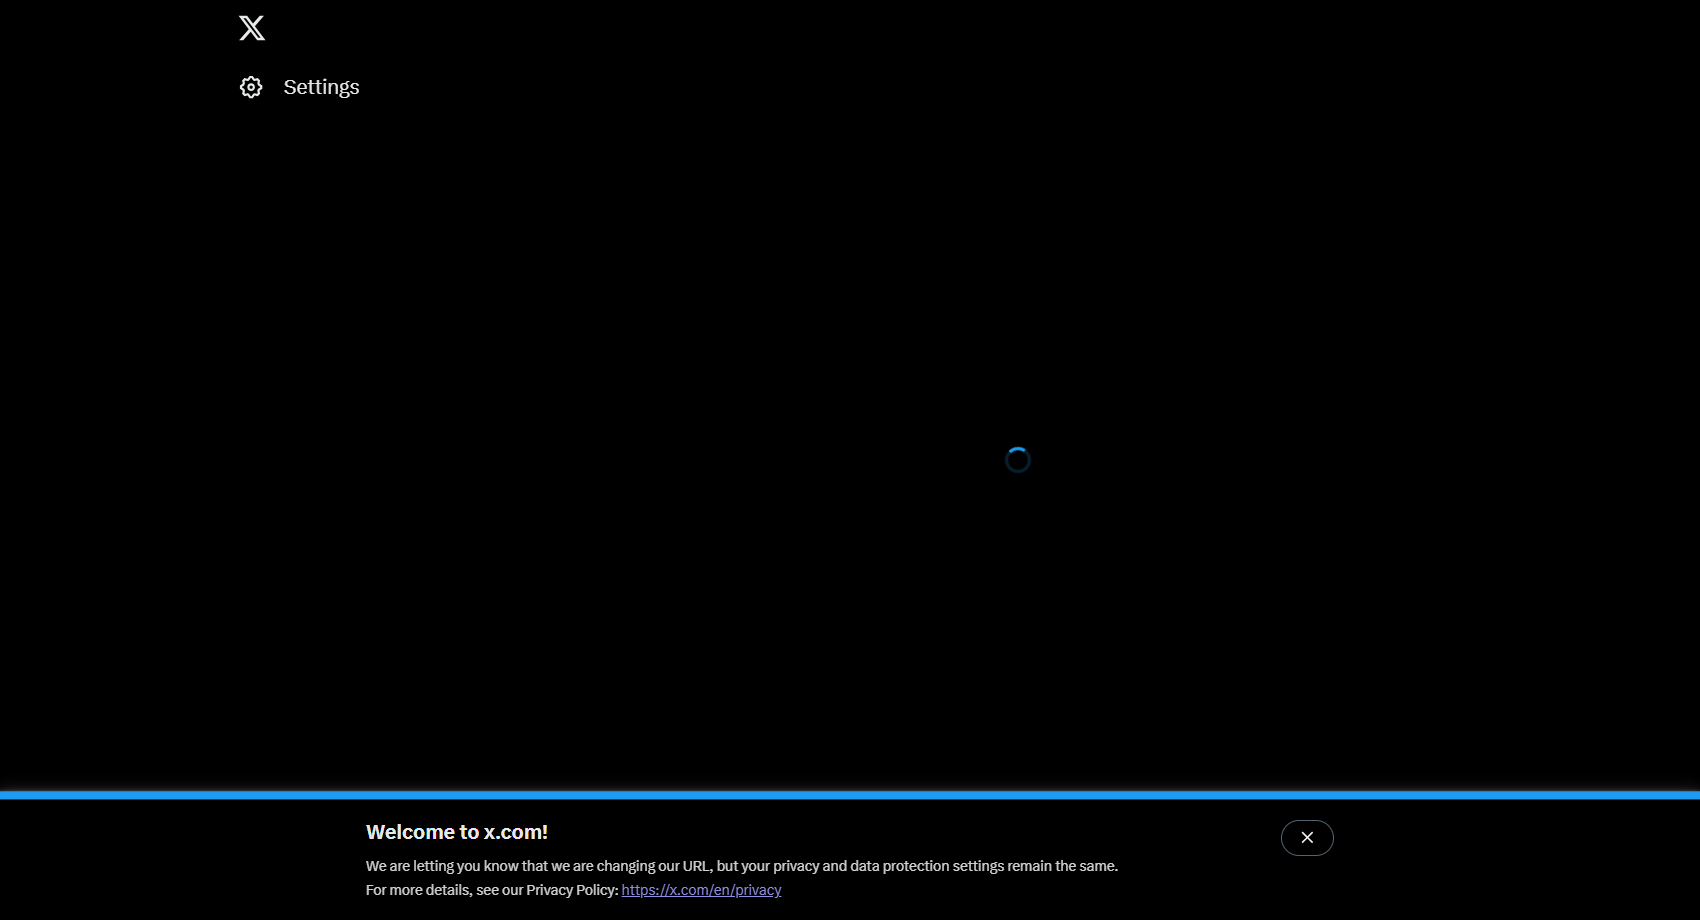 Settings
Welcome to x.com!
We are letting you know that we are changing our URL, but your privacy and data protection settings remain the same.
For more details, see our Privacy Policy: https://x.com/en/privacy